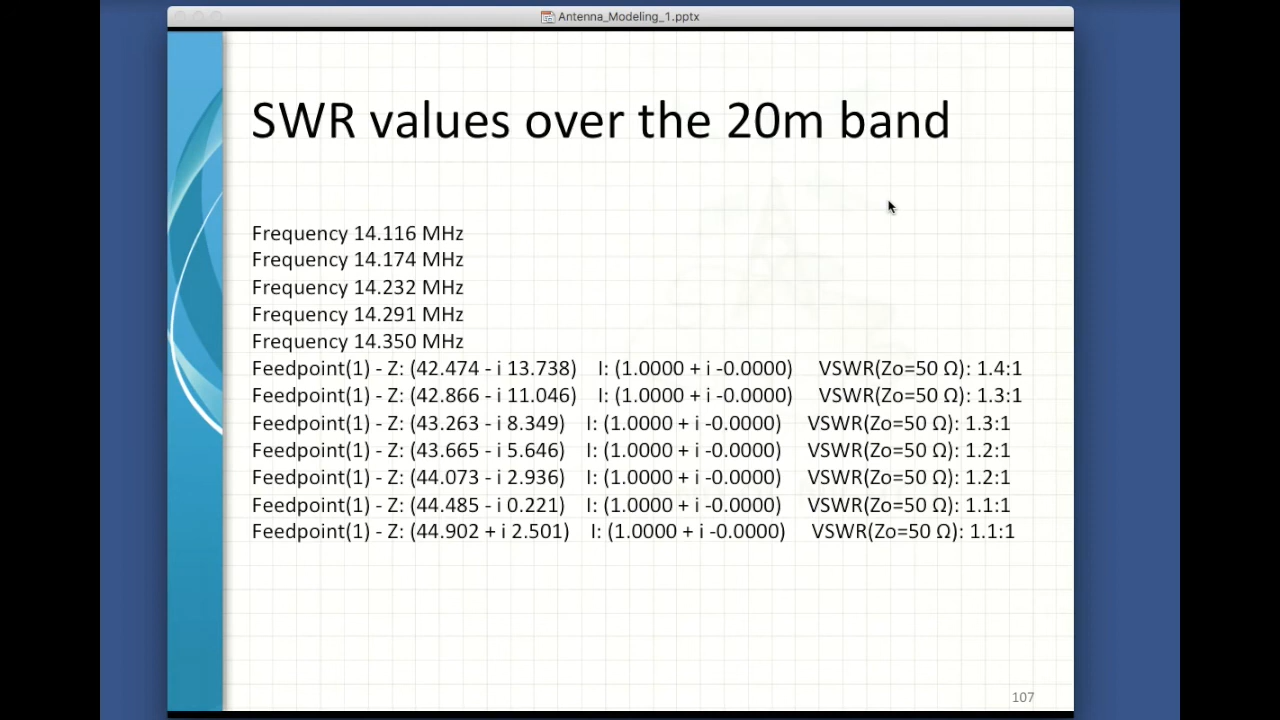 Antenna_Modeling_1.pptx
SWR values over the 20m band
Frequency 14.116 MHz
Frequency 14.174 MHz
Frequency 14.232 MHz
Frequency 14.291 MHz
Frequency 14.350 MHz
Feedpoint(1) - Z: (42.474 - i 13.738) I: (1.0000 + i -0.0000) VSWR(Zo=50 Ω): 1.4:1
Feedpoint(1) - Z: (42.866 - i 11.046) I: (1.0000 + i -0.0000) VSWR(Zo=50 Ω): 1.3:1
Feedpoint(1) - Z: (43.263 - i 8.349) I: (1.0000 + i -0.0000) VSWR(Zo=50 Ω): 1.3:1
Feedpoint(1) - Z: (43.665 - i 5.646) I: (1.0000 + i -0.0000) VSWR(Zo=50 Ω): 1.2:1
Feedpoint(1) - Z: (44.073 - i 2.936) I: (1.0000 + i -0.0000) VSWR(Zo=50 Ω): 1.2:1
Feedpoint(1) - Z: (44.485 - i 0.221) I: (1.0000 + i -0.0000) VSWR(Zo=50 Ω): 1.1:1
Feedpoint(1) - Z: (44.902 + i 2.501) I: (1.0000 + i -0.0000) VSWR(Zo=50 Ω): 1.1:1
107